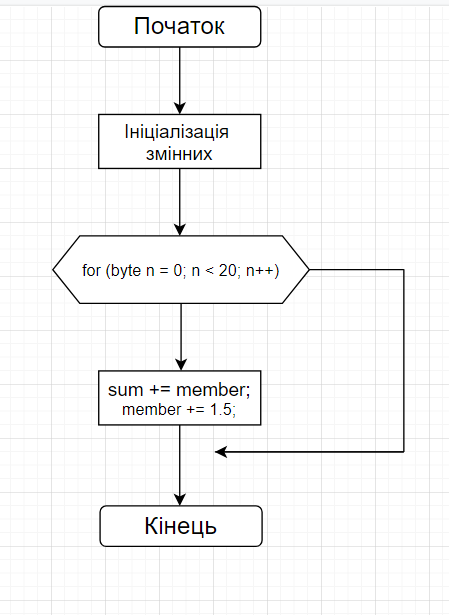 Початок
Ініціалізація
змінних
for (byte n = 0; n < 20; n++)
sum += member;
member += 1.5;
Кінець